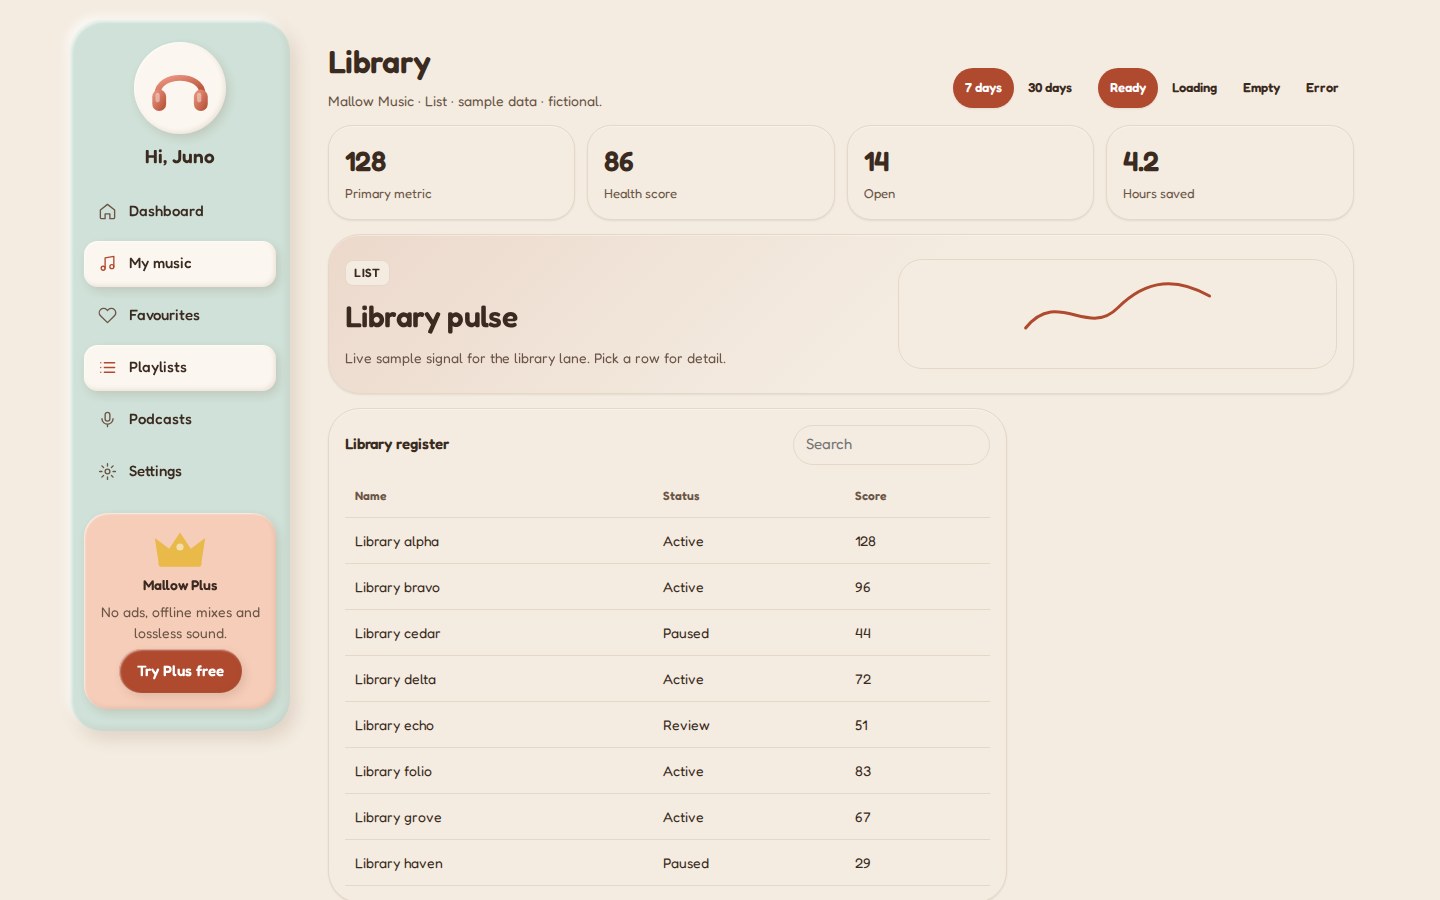 Hi, Juno
Dashboard
My music
Favourites
Playlists
Podcasts
Settings
Mallow Plus
No ads, offline mixes and
lossless sound.
Try Plus free
Library
Mallow Music · List · sample data · fictional.
7 days 30 days Ready Loading Empty Error
128
Primary metric
86
Health score
14
Open
4.2
Hours saved
LIST
Library pulse
Live sample signal for the library lane. Pick a row for detail.
Library register Search
Name Status Score
Library alpha Active 128
Library bravo Active 96
Library cedar Paused 44
Library delta Active 72
Library echo Review 51
Library folio Active 83
Library grove Active 67
Library haven Paused 29